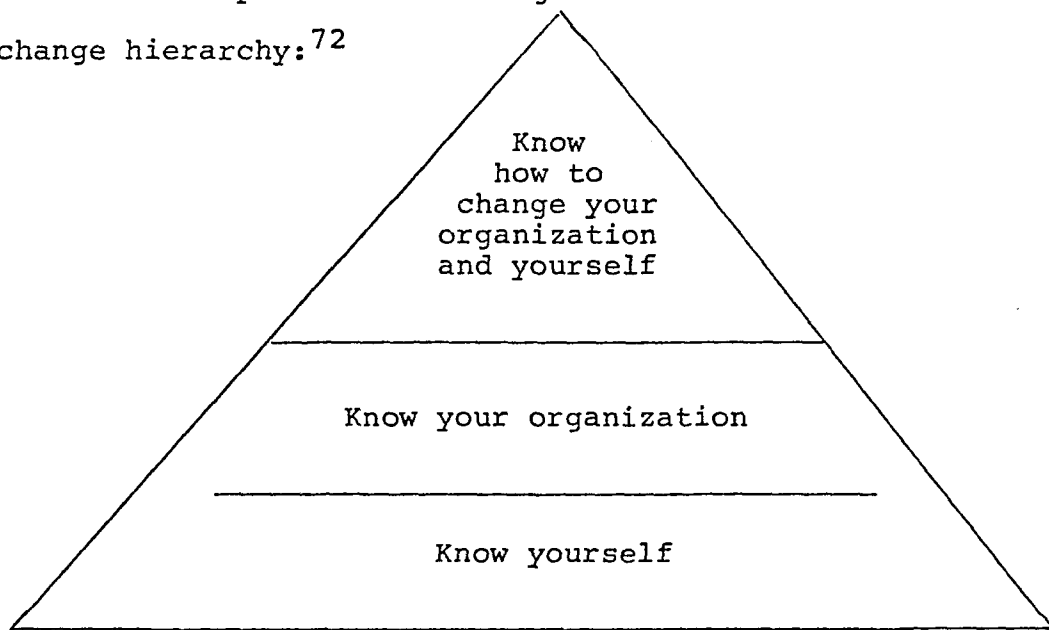 change hierarchy:72
Know
how to
change your
organization
and yourself
Know your organization
Know yourself